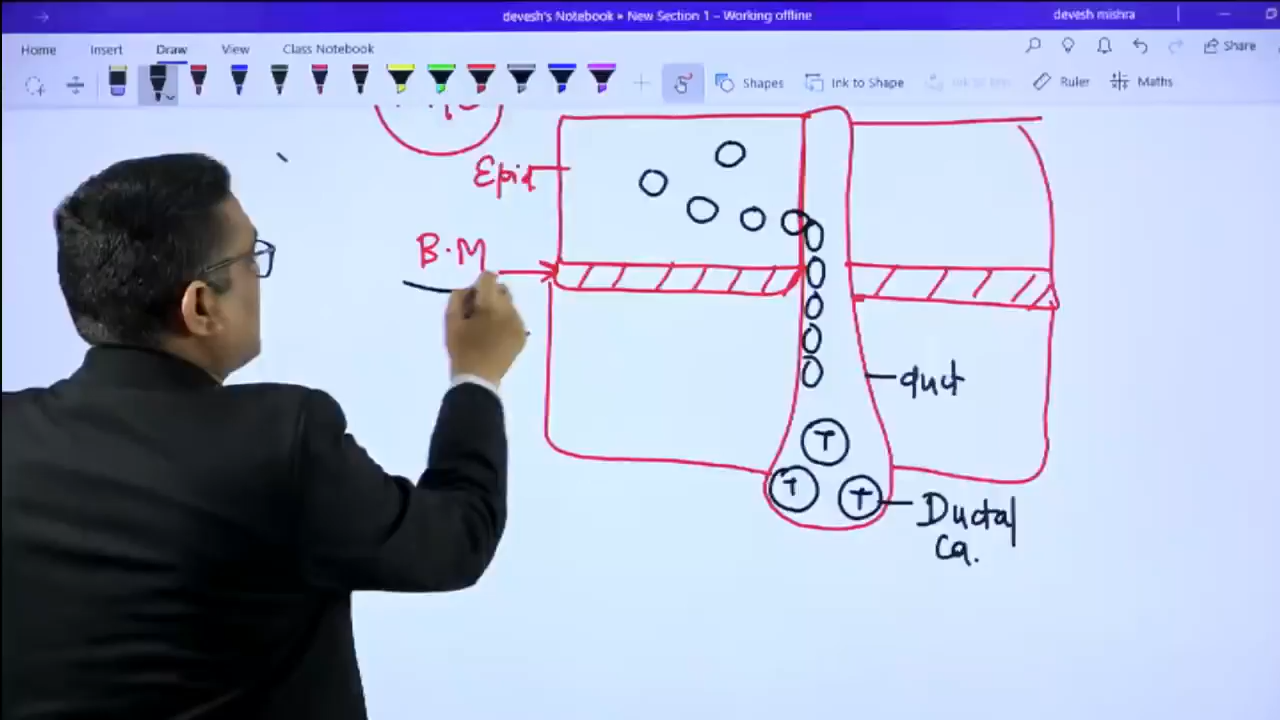 devesh's Notebook » New Section 1 – Working offline
devesh mishra
Home Insert Draw View Class Notebook
Share
Shapes
Ink to Shape
Ruler
Maths
Epid
B.M
duct
T
T
T
Ductal
Ca.